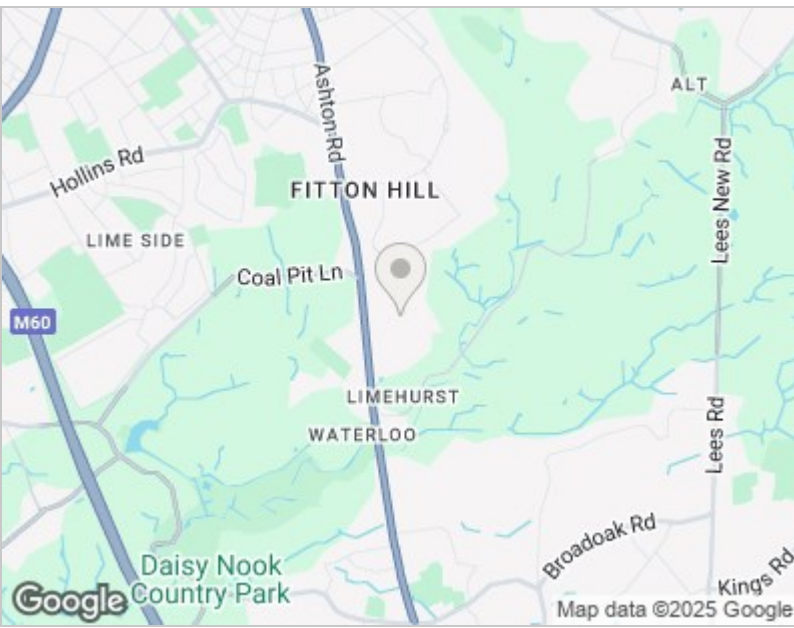 ALT
Ashton Rd
Hollins Rd
FITTON HILL
Lees New Rd
LIME SIDE
Coal Pit Ln
M60
LIMEHURST
WATERLOO
Lees Rd
Broadoak Rd
Daisy Nook
Country Park
Kings Rd
Google
Map data ©2025 Google